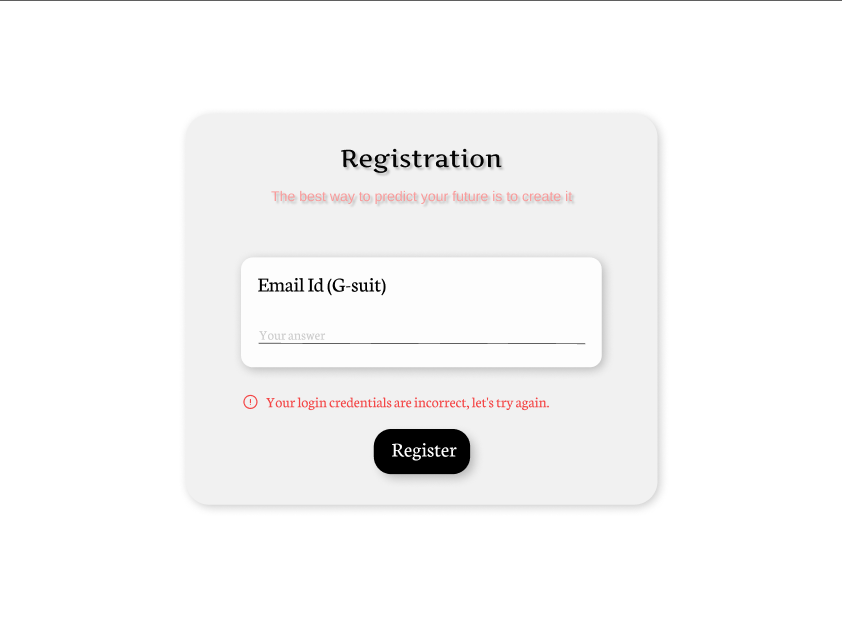 Registration
The best way to predict your future is to create it
Email Id (G-suit)
Your answer
Your login credentials are incorrect, let's try again.
Register